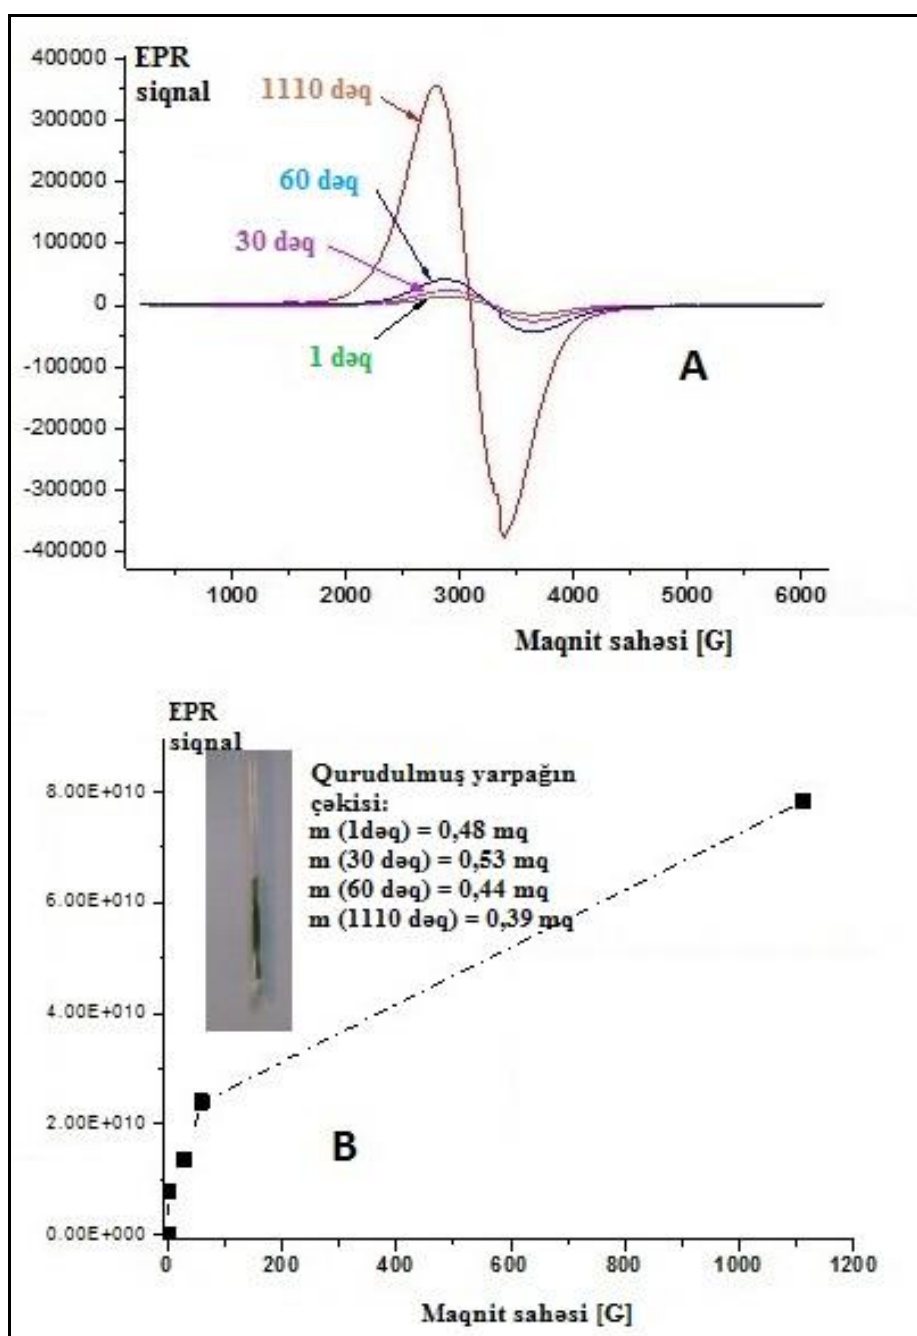 EPR
siqnal
400000
300000
200000
100000
0
-100000
-200000
-300000
-400000
1110 dəq
60 dəq
30 dəq
1 dəq
A
1000
2000
3000
4000
5000
6000
Maqnit sahəsi [G]
EPR
siqnal
8.00E+010
6.00E+010
4.00E+010
2.00E+010
0.00E+000
Qurudulmuş yarpağın
çəkisi:
m (1dəq) = 0,48 mq
m (30 dəq) = 0,53 mq
m (60 dəq) = 0,44 mq
m (1110 dəq) = 0,39 mq
B
0
200
400
600
800
1000
1200
Maqnit sahəsi [G]